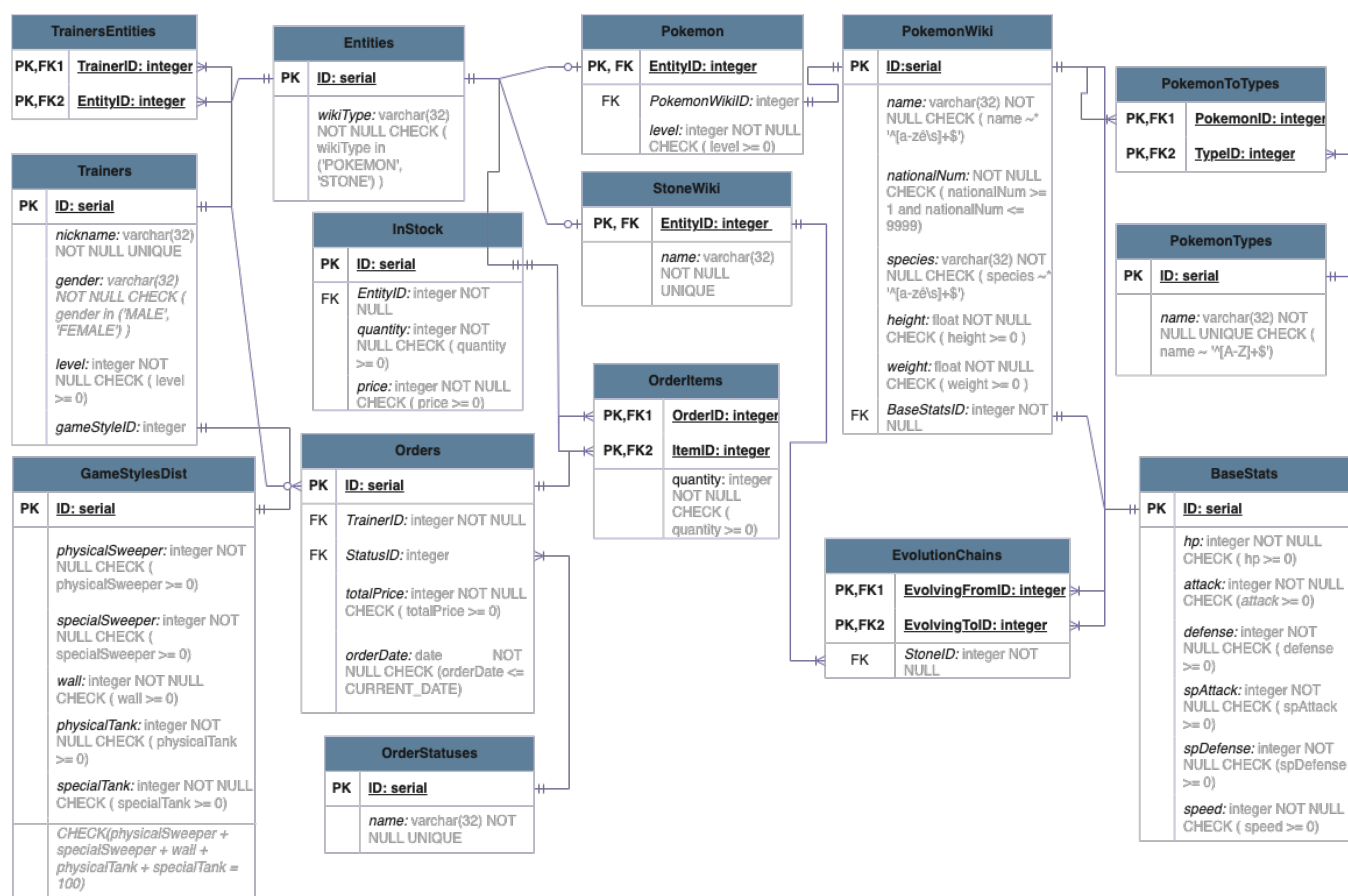 TrainersEntities
PK,FK1 TrainerID: integer
PK,FK2 EntityID: integer
Entities
PK ID: serial
wikiType: varchar(32)
NOT NULL CHECK (
wikiType in
('POKEMON',
'STONE') )
Pokemon
PK, FK EntityID: integer
FK PokemonWikiID: integer
level: integer NOT NULL
CHECK ( level >= 0)
PokemonWiki
PK ID:serial
name: varchar(32) NOT
NULL CHECK ( name ~*
'^[a-zé\s]+$')
nationalNum: NOT NULL
CHECK ( nationalNum >=
1 and nationalNum <=
9999)
species: varchar(32) NOT
NULL CHECK ( species ~*
'^[a-zé\s]+$')
height: float NOT NULL
CHECK ( height >= 0 )
weight: float NOT NULL
CHECK ( weight >= 0 )
FK BaseStatsID: integer NOT
NULL
PokemonToTypes
PK,FK1 PokemonID: integer
PK,FK2 TypeID: integer
Trainers
PK ID: serial
nickname: varchar(32)
NOT NULL UNIQUE
gender: varchar(32)
NOT NULL CHECK (
gender in ('MALE',
'FEMALE') )
level: integer NOT
NULL CHECK ( level
>= 0)
gameStyleID: integer
StoneWiki
PK, FK EntityID: integer
name: varchar(32)
NOT NULL
UNIQUE
InStock
PK ID: serial
FK EntityID: integer NOT
NULL
quantity: integer NOT
NULL CHECK ( quantity
>= 0)
price: integer NOT NULL
CHECK ( price >= 0)
PokemonTypes
PK ID: serial
name: varchar(32) NOT
NULL UNIQUE CHECK (
name ~ '^[A-Z]+$')
OrderItems
PK,FK1 OrderID: integer
PK,FK2 ItemID: integer
quantity: integer
NOT NULL
CHECK (
quantity >= 0)
GameStylesDist
PK ID: serial
physicalSweeper: integer NOT
NULL CHECK (
physicalSweeper >= 0)
specialSweeper: integer NOT
NULL CHECK (
specialSweeper >= 0)
wall: integer NOT NULL
CHECK ( wall >= 0)
physicalTank: integer NOT
NULL CHECK ( physicalTank
>= 0)
specialTank: integer NOT NULL
CHECK ( specialTank >= 0)
CHECK(physicalSweeper +
specialSweeper + wall +
physicalTank + specialTank =
100)
Orders
PK ID: serial
FK TrainerID: integer NOT NULL
FK StatusID: integer
totalPrice: integer NOT NULL
CHECK ( totalPrice >= 0)
orderDate: date NOT
NULL CHECK (orderDate <=
CURRENT_DATE)
BaseStats
PK ID: serial
hp: integer NOT NULL
CHECK ( hp >= 0)
attack: integer NOT NULL
CHECK (attack >= 0)
defense: integer NOT
NULL CHECK ( defense
>= 0)
spAttack: integer NOT
NULL CHECK ( spAttack
>= 0)
spDefense: integer NOT
NULL CHECK (spDefense
>= 0)
speed: integer NOT NULL
CHECK ( speed >= 0)
EvolutionChains
PK,FK1 EvolvingFromID: integer
PK,FK2 EvolvingToID: integer
FK StoneID: integer NOT
NULL
OrderStatuses
PK ID: serial
name: varchar(32) NOT
NULL UNIQUE